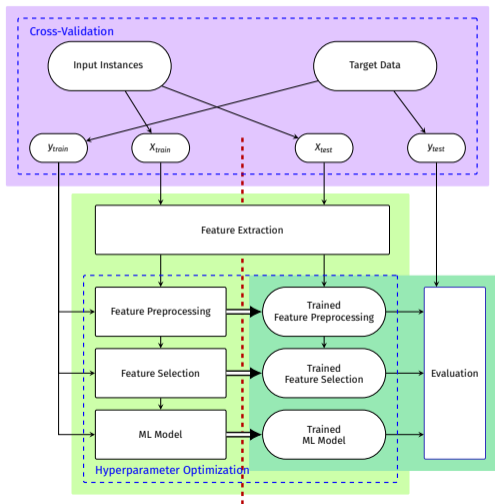 Cross-Validation
Input Instances
Target Data
y_train
X_train
X_test
y_test
Feature Extraction
Feature Preprocessing
Trained
Feature Preprocessing
Feature Selection
Trained
Feature Selection
Evaluation
ML Model
Trained
ML Model
Hyperparameter Optimization